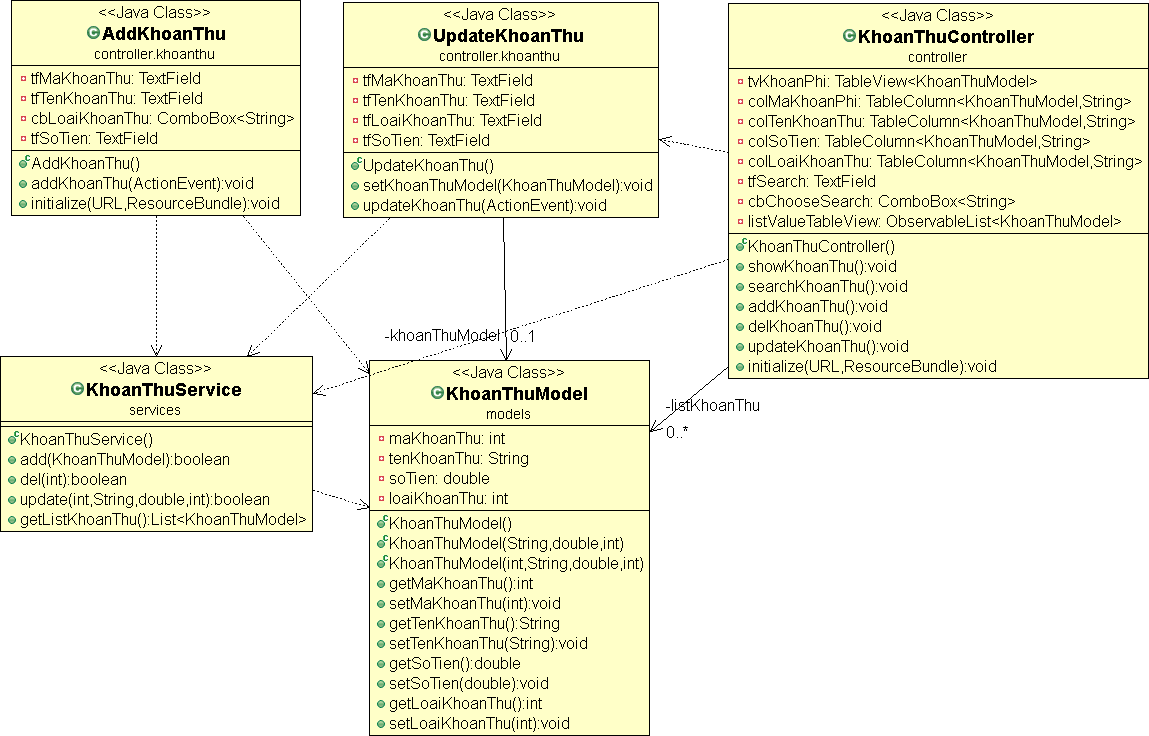 <<Java Class>>
AddKhoanThu
controller.khoanthu
tfMaKhoanThu: TextField
tfTenKhoanThu: TextField
cbLoaiKhoanThu: ComboBox<String>
tfSoTien: TextField
AddKhoanThu()
addKhoanThu(ActionEvent):void
initialize(URL,ResourceBundle):void
<<Java Class>>
UpdateKhoanThu
controller.khoanthu
tfMaKhoanThu: TextField
tfTenKhoanThu: TextField
tfLoaiKhoanThu: TextField
tfSoTien: TextField
UpdateKhoanThu()
setKhoanThuModel(KhoanThuModel):void
updateKhoanThu(ActionEvent):void
<<Java Class>>
KhoanThuController
controller
tvKhoanPhi: TableView<KhoanThuModel>
colMaKhoanPhi: TableColumn<KhoanThuModel,String>
colTenKhoanThu: TableColumn<KhoanThuModel,String>
colSoTien: TableColumn<KhoanThuModel,String>
colLoaiKhoanThu: TableColumn<KhoanThuModel,String>
tfSearch: TextField
cbChooseSearch: ComboBox<String>
listValueTableView: ObservableList<KhoanThuModel>
KhoanThuController()
showKhoanThu():void
searchKhoanThu():void
addKhoanThu():void
delKhoanThu():void
updateKhoanThu():void
initialize(URL,ResourceBundle):void
-khoanThuModel 0..1
-listKhoanThu
0..*
<<Java Class>>
KhoanThuService
services
KhoanThuService()
add(KhoanThuModel):boolean
del(int):boolean
update(int,String,double,int):boolean
getListKhoanThu():List<KhoanThuModel>
<<Java Class>>
KhoanThuModel
models
maKhoanThu: int
tenKhoanThu: String
soTien: double
loaiKhoanThu: int
KhoanThuModel()
KhoanThuModel(String,double,int)
KhoanThuModel(int,String,double,int)
getMaKhoanThu():int
setMaKhoanThu(int):void
getTenKhoanThu():String
setTenKhoanThu(String):void
getSoTien():double
setSoTien(double):void
getLoaiKhoanThu():int
setLoaiKhoanThu(int):void